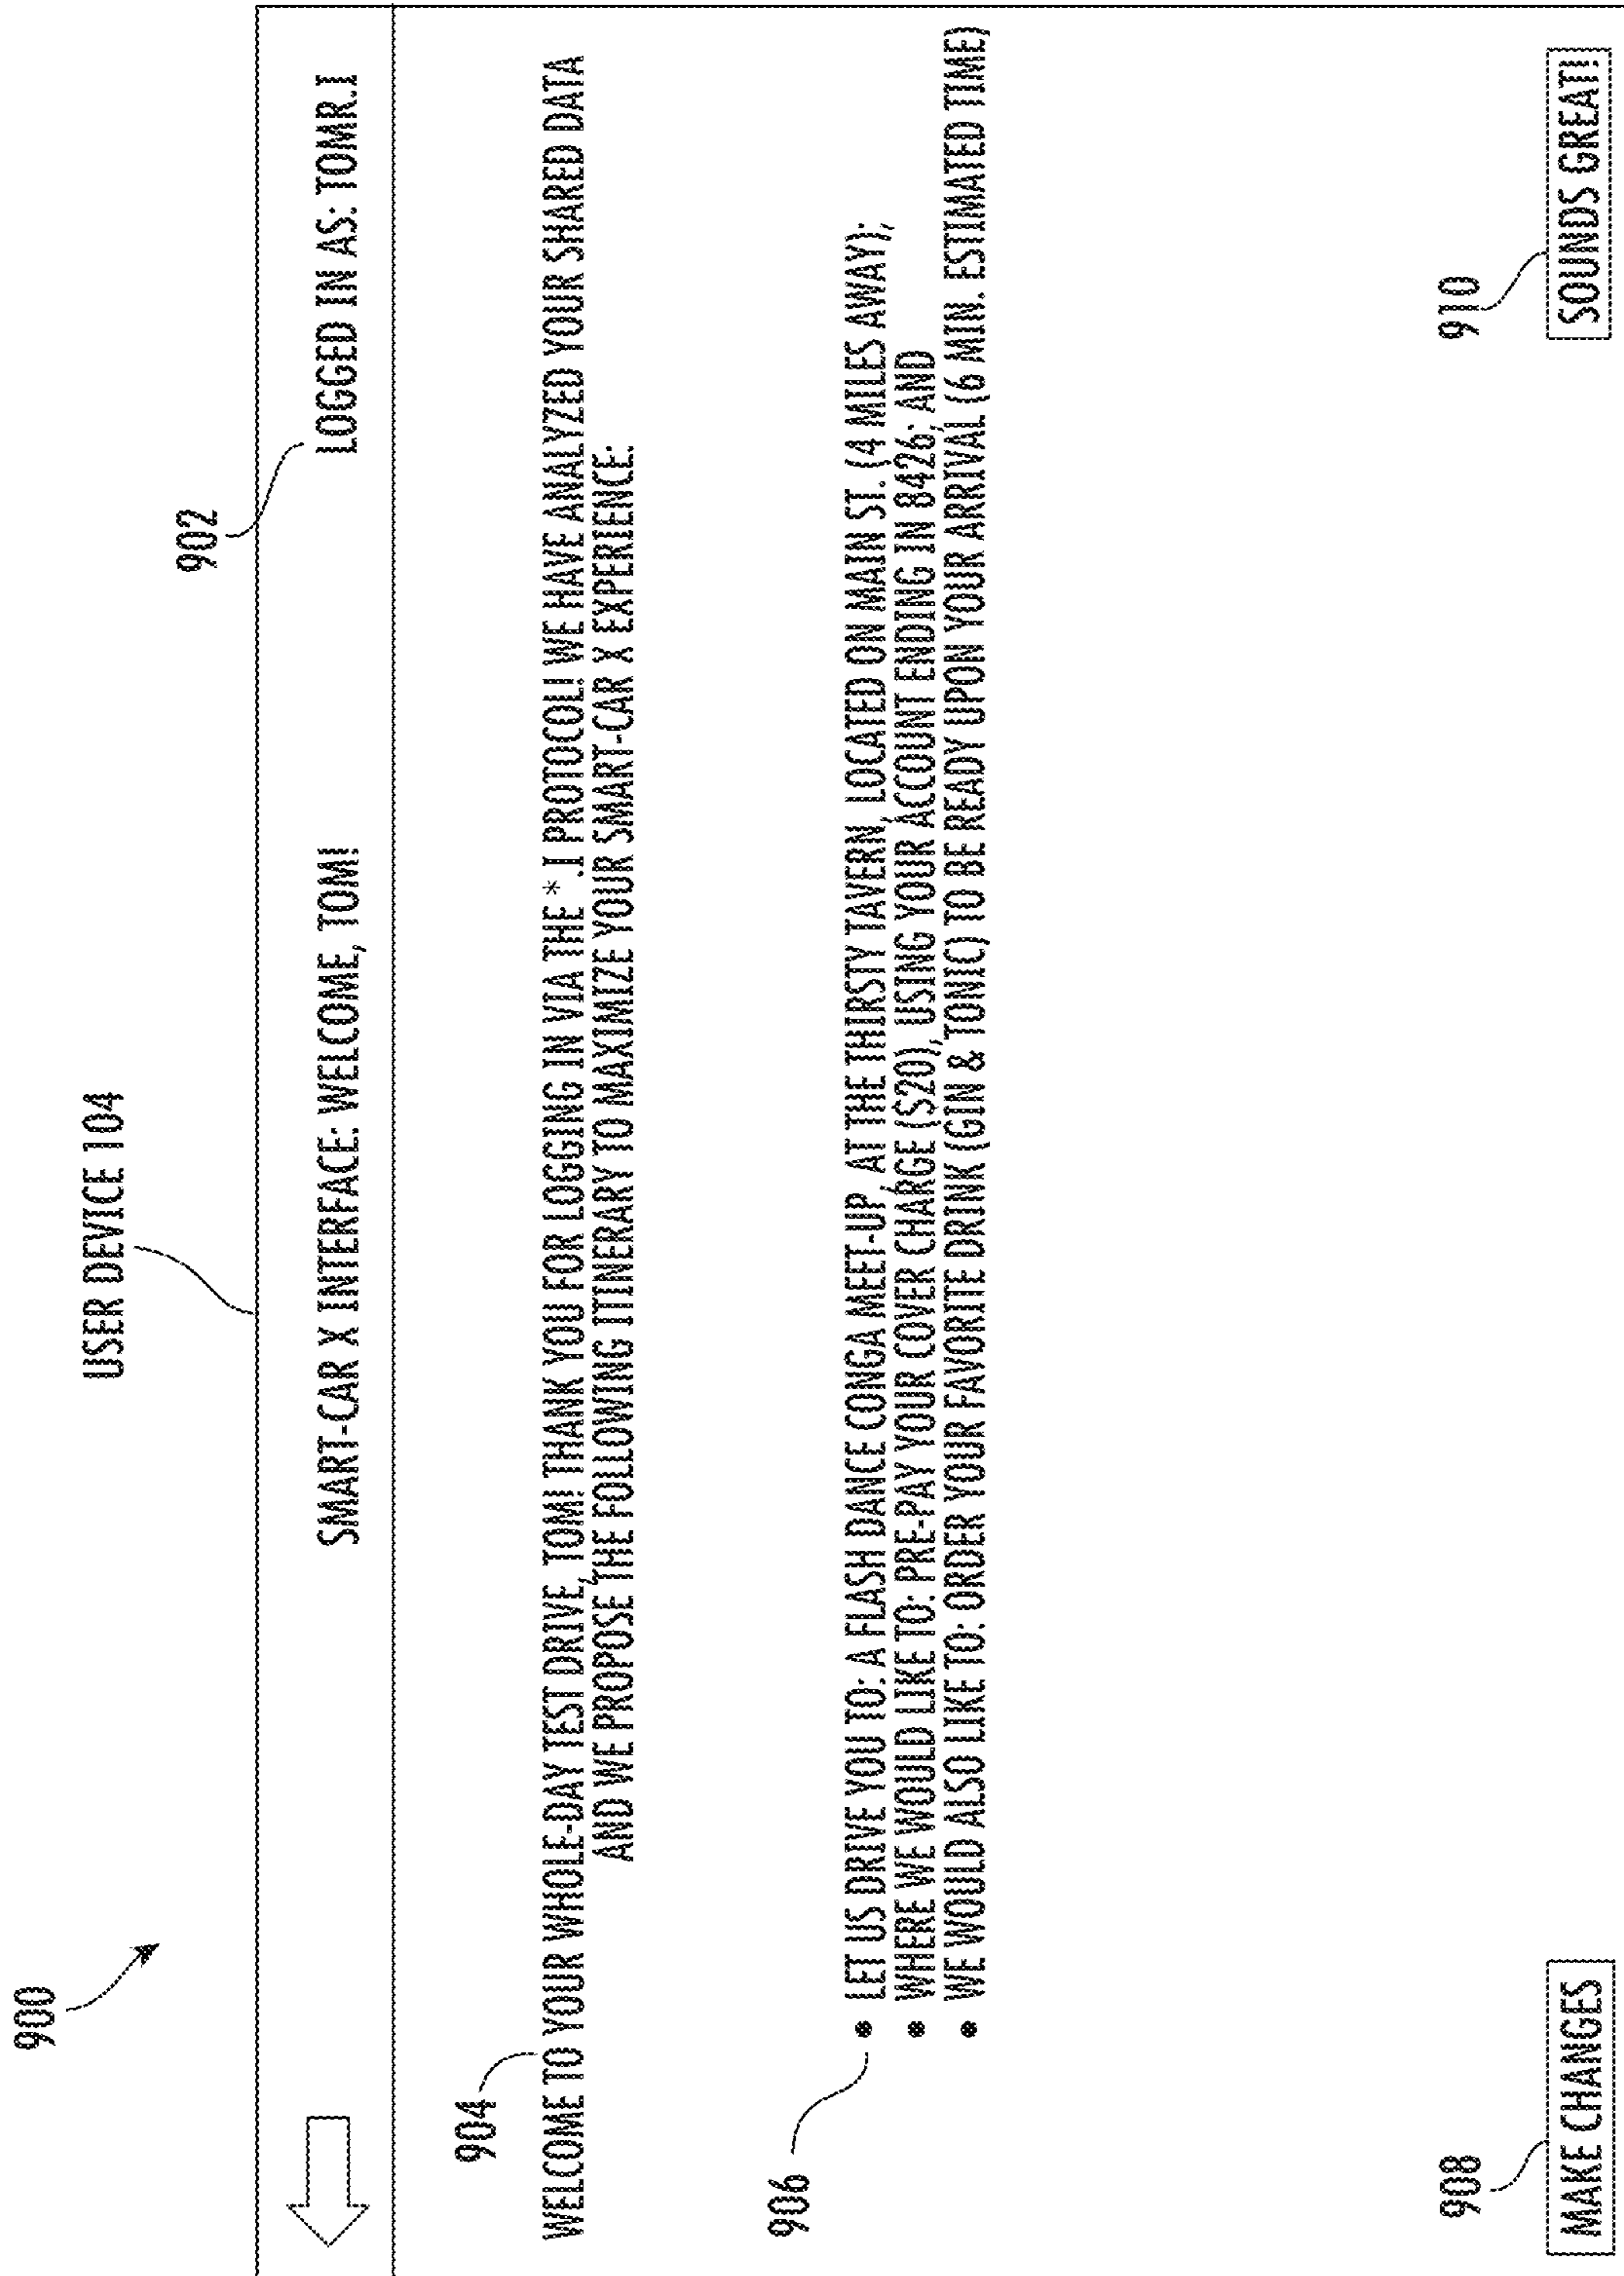 900
USER DEVICE 104
902
SMART-CAR X INTERFACE: WELCOME, TOM!
LOGGED IN AS: TOMR.I
904
WELCOME TO YOUR WHOLE-DAY TEST DRIVE, TOM! THANK YOU FOR LOGGING IN VIA THE *.I PROTOCOL! WE HAVE ANALYZED YOUR SHARED DATA
AND WE PROPOSE THE FOLLOWING ITINERARY TO MAXIMIZE YOUR SMART-CAR X EXPERIENCE:
906
• LET US DRIVE YOU TO: A FLASH DANCE CONGA MEET-UP, AT THE THIRSTY TAVERN, LOCATED ON MAIN ST. (4 MILES AWAY);
• WHERE WE WOULD LIKE TO: PRE-PAY YOUR COVER CHARGE ($20), USING YOUR ACCOUNT ENDING IN 8426; AND
• WE WOULD ALSO LIKE TO: ORDER YOUR FAVORITE DRINK (GIN & TONIC) TO BE READY UPON YOUR ARRIVAL (6 MIN. ESTIMATED TIME)
908
910
MAKE CHANGES
SOUNDS GREAT!